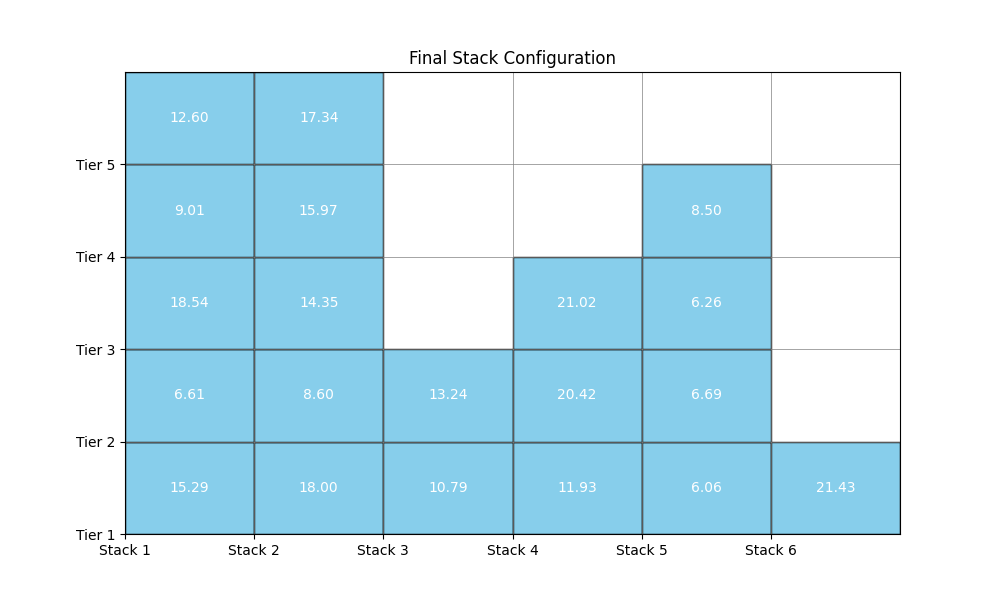 Final Stack Configuration
12.60 17.34
Tier 5
9.01 15.97 8.50
Tier 4
18.54 14.35 21.02 6.26
Tier 3
6.61 8.60 13.24 20.42 6.69
Tier 2
15.29 18.00 10.79 11.93 6.06 21.43
Tier 1
Stack 1 Stack 2 Stack 3 Stack 4 Stack 5 Stack 6